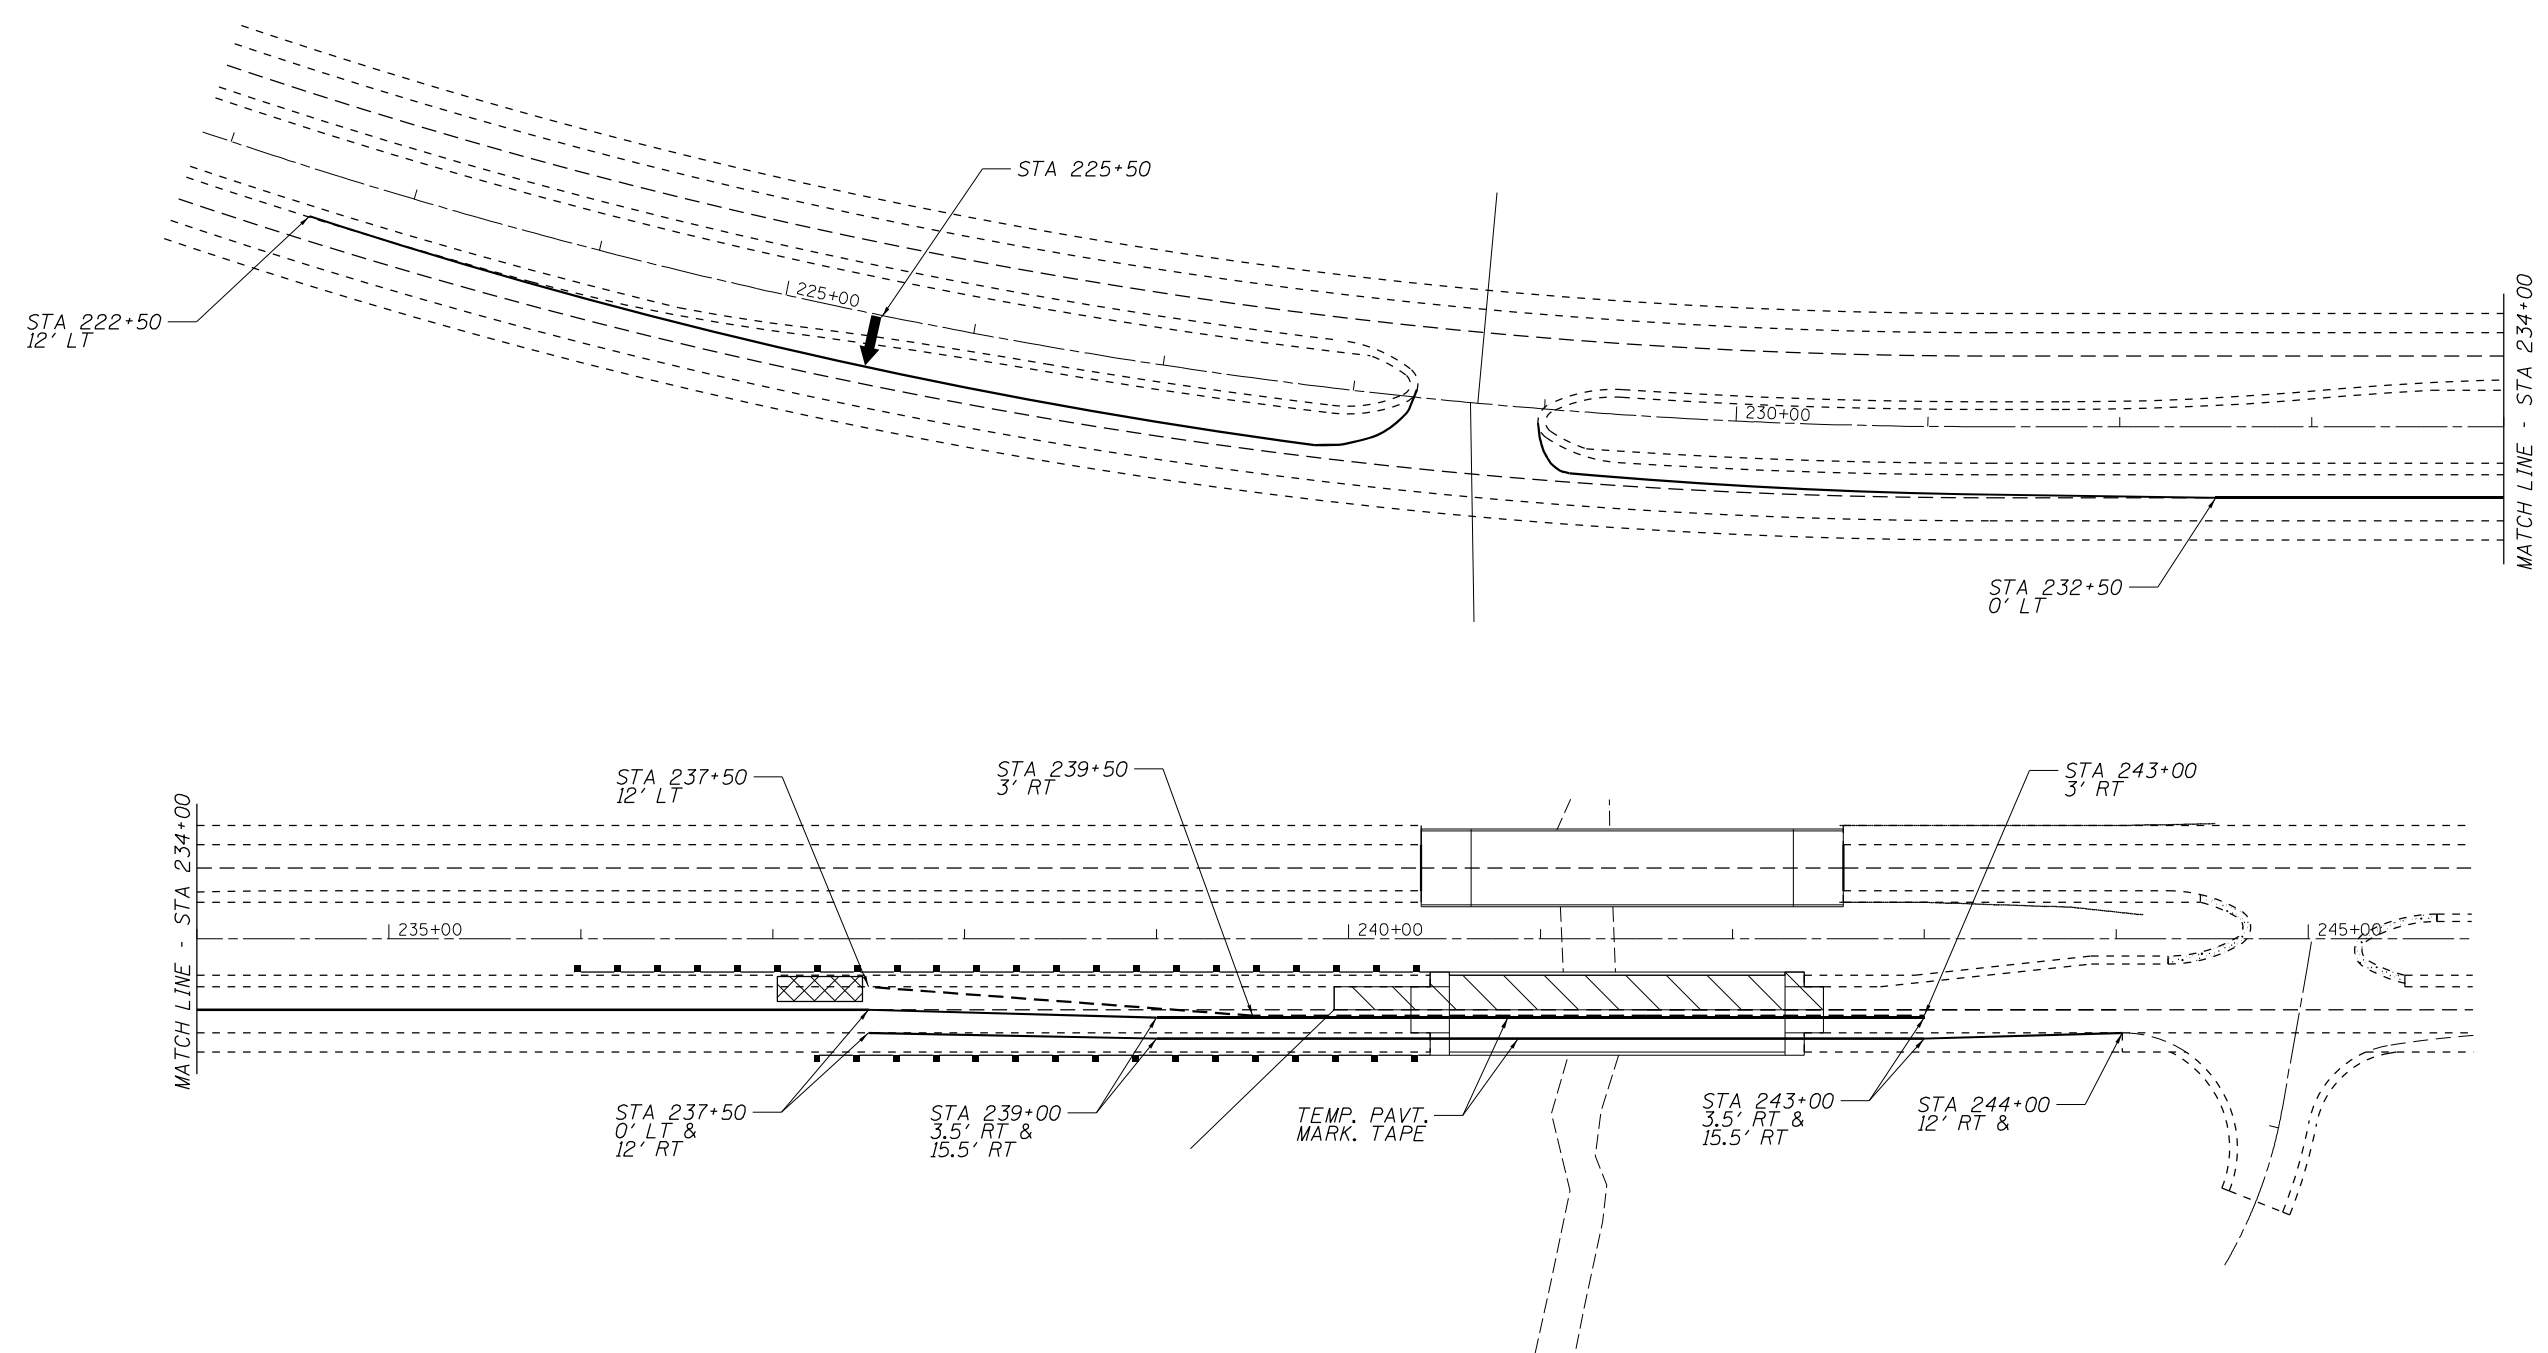 STA 225+50
225+00
STA 222+50
12' LT
230+00
MATCH LINE - STA 234+00
STA 232+50
0' LT
MATCH LINE - STA 234+00
STA 237+50
12' LT
STA 239+50
3' RT
STA 243+00
3' RT
235+00
240+00
245+00
STA 237+50
0' LT &
12' RT
STA 239+00
3.5' RT &
15.5' RT
TEMP. PAVT.
MARK. TAPE
STA 243+00
3.5' RT &
15.5' RT
STA 244+00
12' RT &